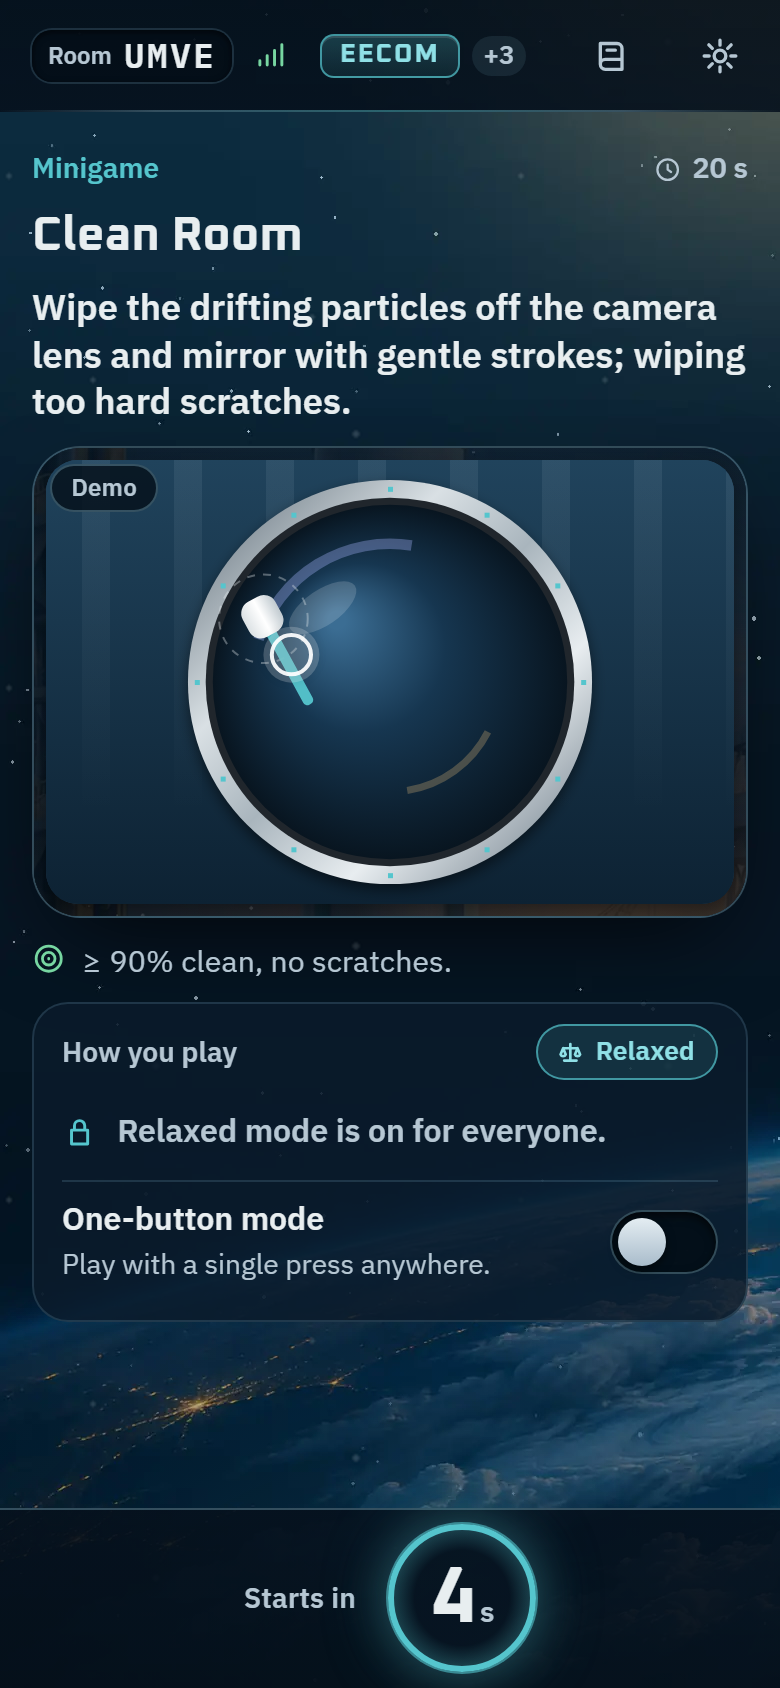 Room UMVE
EECOM
+3
Minigame
20 s
Clean Room
Wipe the drifting particles off the camera
lens and mirror with gentle strokes; wiping
too hard scratches.
Demo
≥ 90% clean, no scratches.
How you play
Relaxed
Relaxed mode is on for everyone.
One-button mode
Play with a single press anywhere.
Starts in
4 s